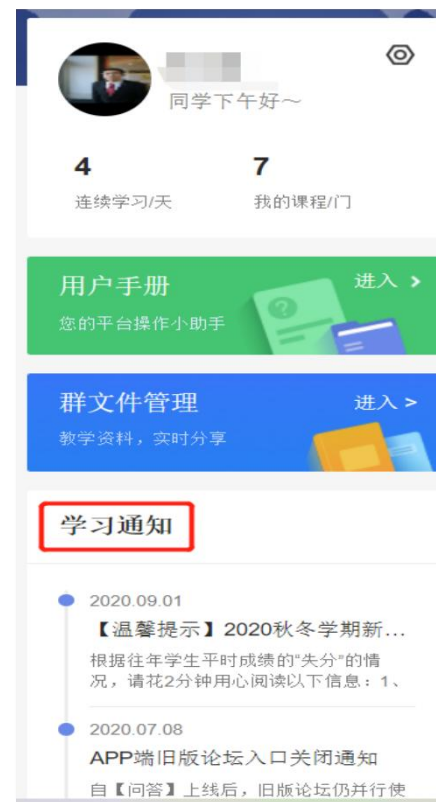 同学下午好～
4
7
连续学习/天
我的课程/门
用户手册
进入 >
您的平台操作小助手
群文件管理
进入 >
教学资料，实时分享
学习通知
2020.09.01
【温馨提示】2020秋冬学期新...
根据往年学生平时成绩的“失分”的情
况，请花2分钟用心阅读以下信息：1、
2020.07.08
APP端旧版论坛入口关闭通知
自【问答】上线后，旧版论坛仍并行使